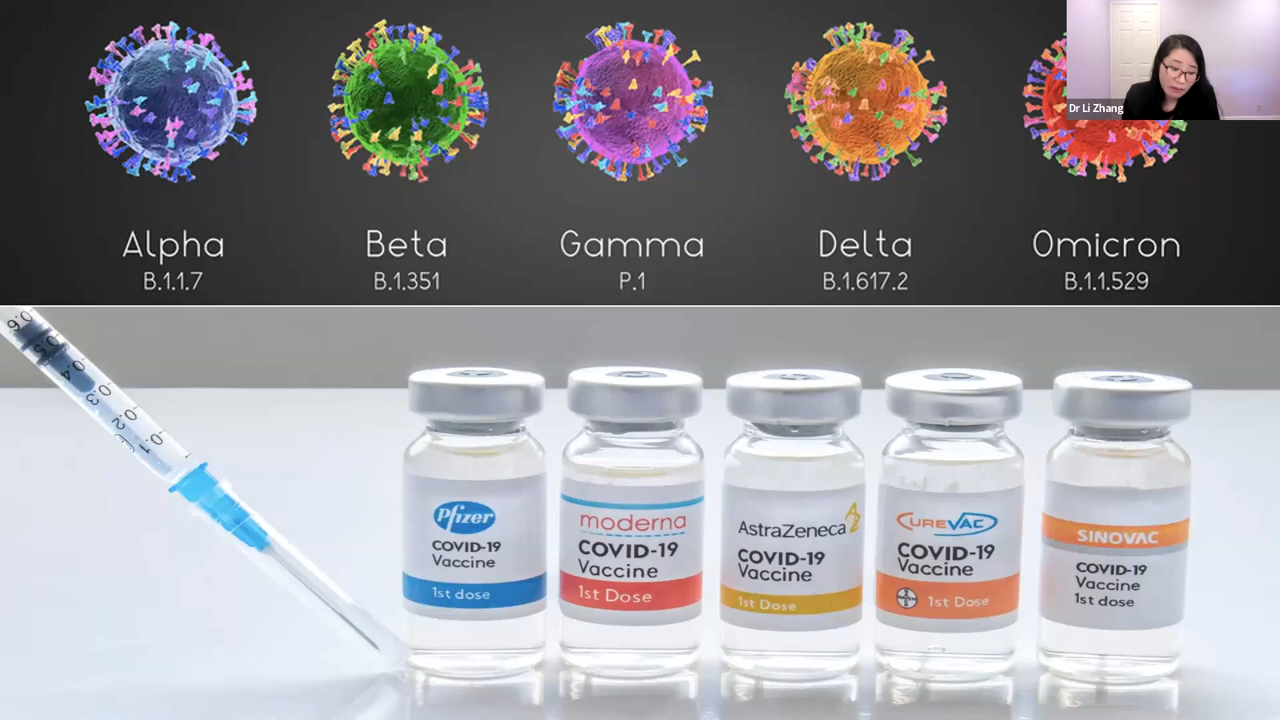 Dr Li Zhang
Alpha
B.1.1.7
Beta
B.1.351
Gamma
P.1
Delta
B.1.617.2
Omicron
B.1.1.529
0.6
0.5
0.4
0.3
0.2
0.1
Pfizer
COVID-19
Vaccine
1st dose
moderna
COVID-19
Vaccine
1st Dose
AstraZeneca
COVID-19
Vaccine
1st Dose
CUREVAC
COVID-19
Vaccine
1st Dose
SINOVAC
COVID-19
Vaccine
1st dose